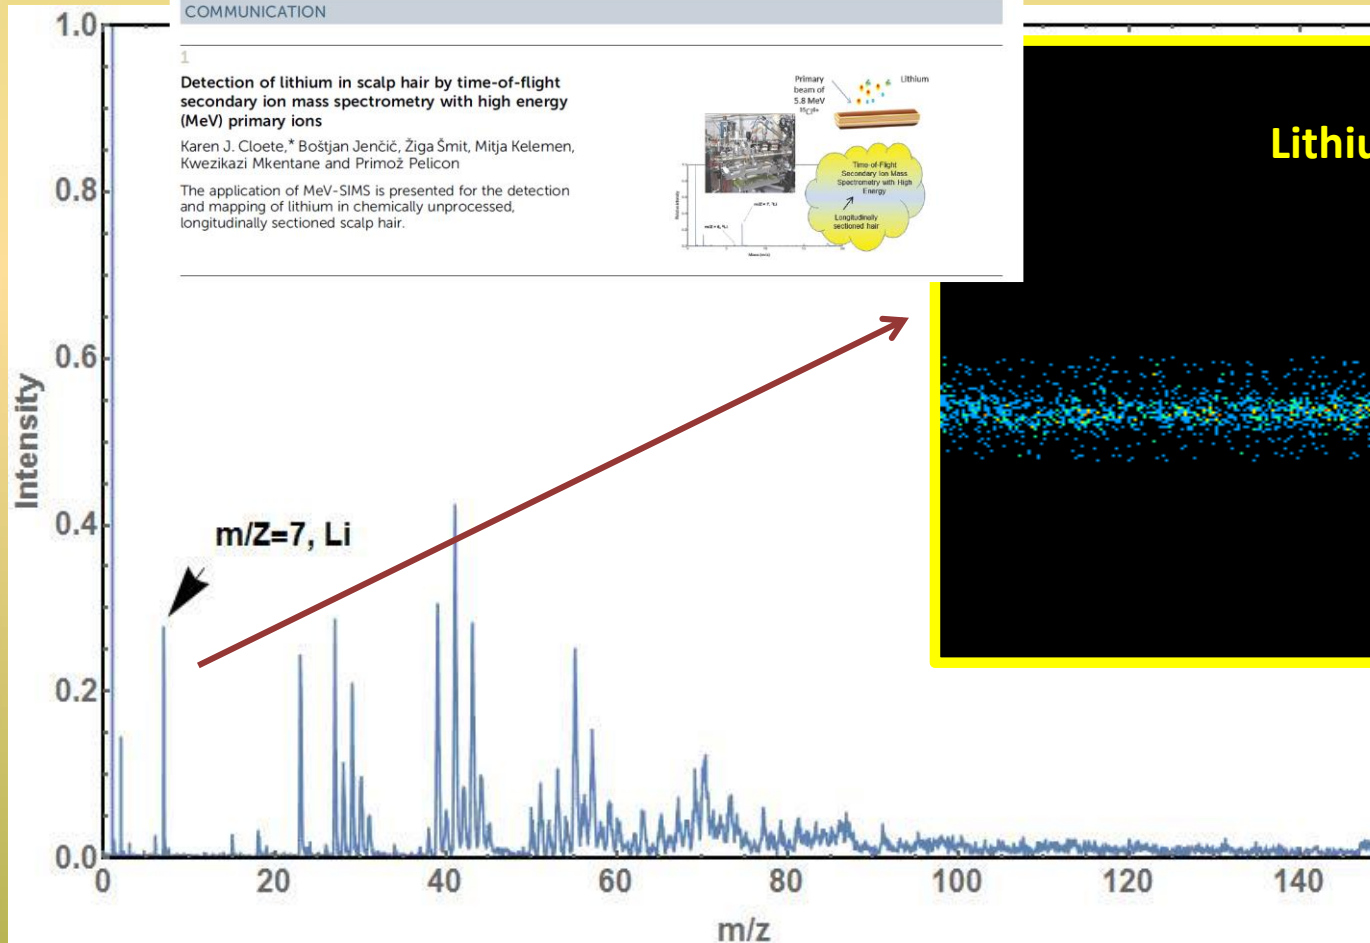 COMMUNICATION
1
Detection of lithium in scalp hair by time-of-flight
secondary ion mass spectrometry with high energy
(MeV) primary ions
Karen J. Cloete,* Boštjan Jenčič, Žiga Šmit, Mitja Kelemen,
Kwezikazi Mkentane and Primož Pelicon
The application of MeV-SIMS is presented for the detection
and mapping of lithium in chemically unprocessed,
longitudinally sectioned scalp hair.
Primary
beam of
5.8 MeV
Lithium
Time-of-Flight
Secondary Ion Mass
Spectrometry with High
Energy
Longitudinally
sectioned hair
Lithiu
1.0
0.8
0.6
0.4
0.2
0.0
Intensity
m/Z=7, Li
0
20
40
60
80
100
120
140
m/z